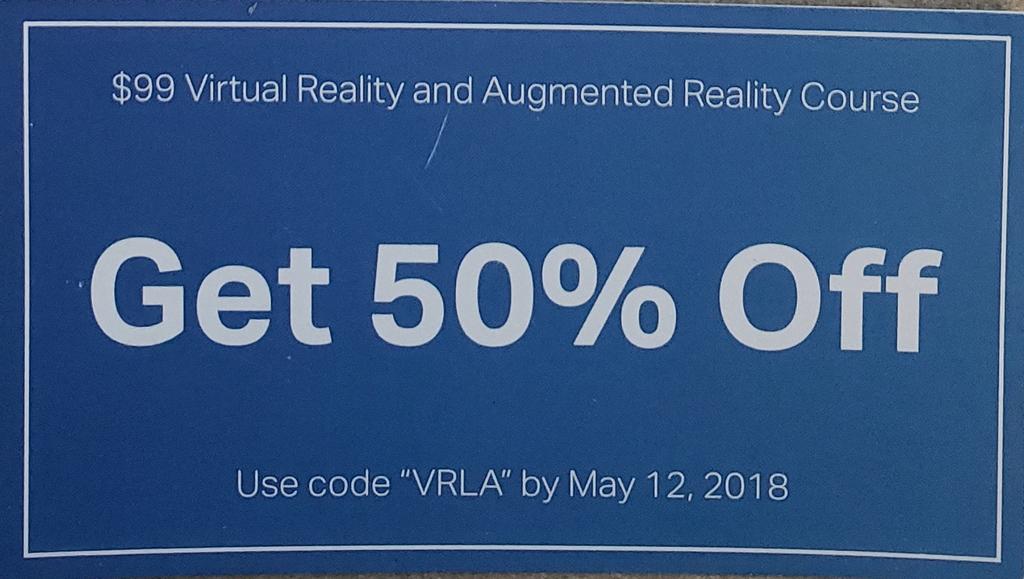 $99 Virtual Reality and Augmented Reality Course
Get 50% Off
Use code “VRLA” by May 12, 2018